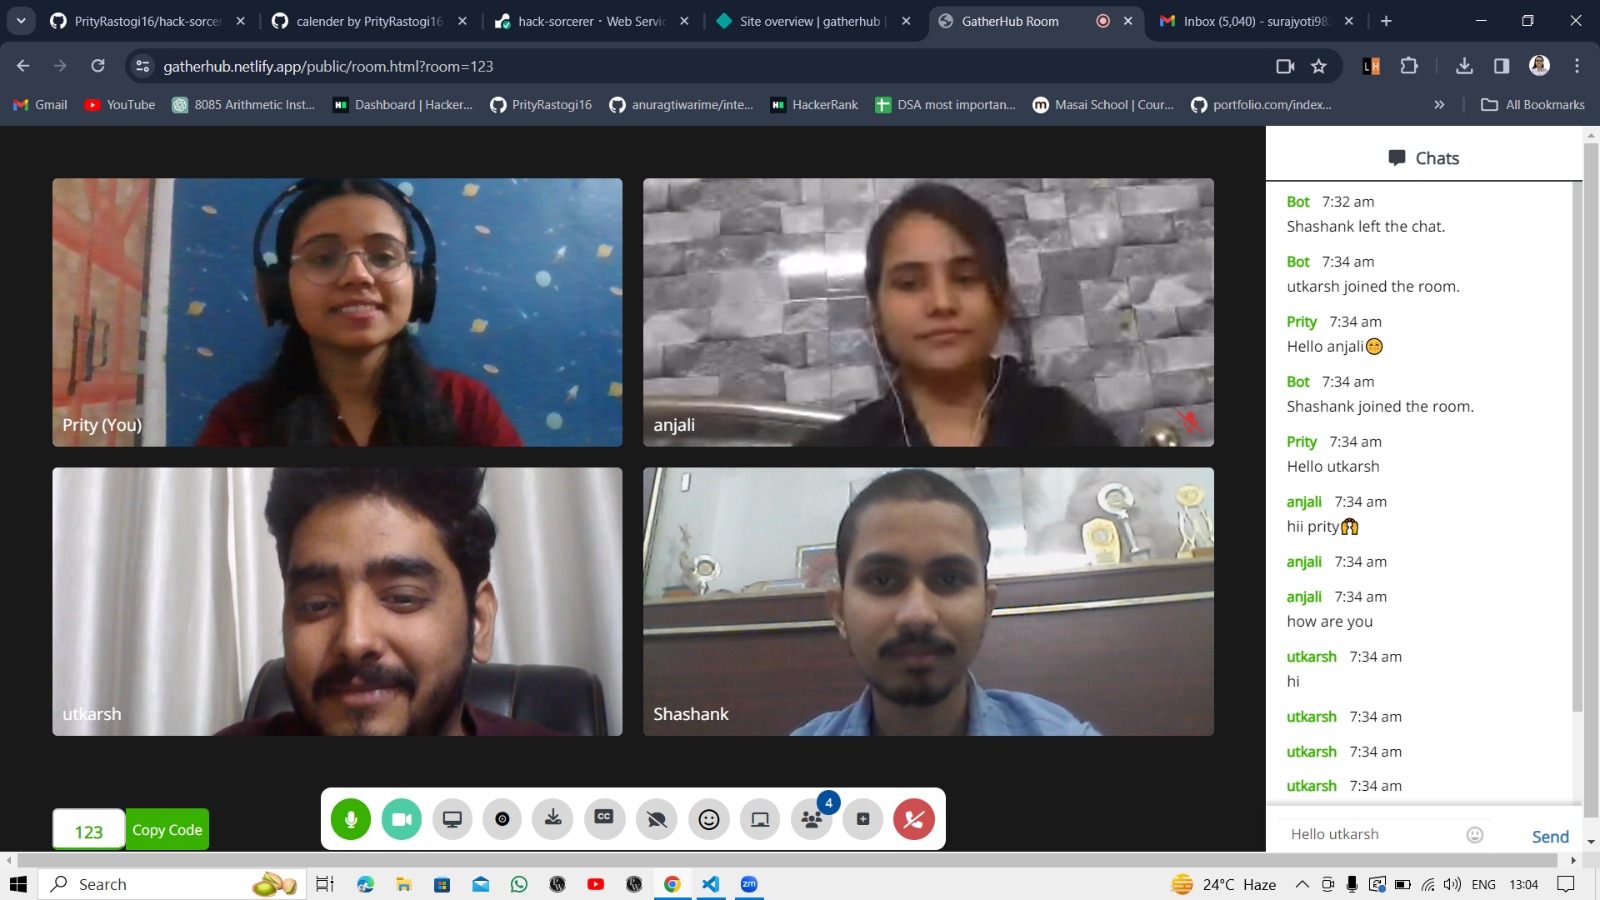 PrityRastogi16/hack-sorcer
calender by PrityRastogi16
hack-sorcerer · Web Servic
Site overview | gatherhub |
GatherHub Room
Inbox (5,040) - surajyoti98
gatherhub.netlify.app/public/room.html?room=123
LH
Gmail
YouTube
8085 Arithmetic Inst...
Dashboard | Hacker...
PrityRastogi16
anuragtiwarime/inte...
HackerRank
DSA most importan...
Masai School | Cour...
portfolio.com/index...
All Bookmarks
Chats
Bot 7:32 am
Shashank left the chat.
Bot 7:34 am
utkarsh joined the room.
Prity 7:34 am
Hello anjali😁
Bot 7:34 am
Shashank joined the room.
Prity 7:34 am
Hello utkarsh
anjali 7:34 am
hii prity🙌
anjali 7:34 am
anjali 7:34 am
how are you
utkarsh 7:34 am
hi
utkarsh 7:34 am
utkarsh 7:34 am
utkarsh 7:34 am
Hello utkarsh
Send
Prity (You)
anjali
utkarsh
Shashank
123
Copy Code
CC
4
Search
zm
24°C Haze
ENG
13:04